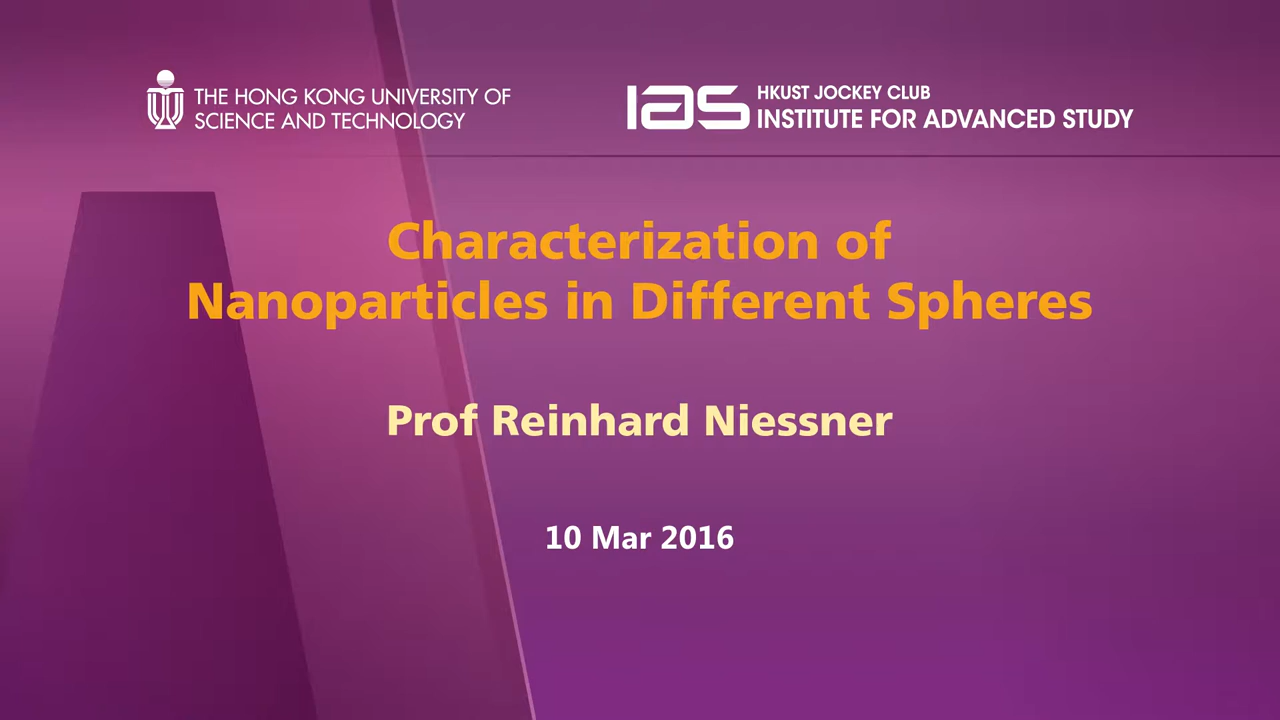 THE HONG KONG UNIVERSITY OF
SCIENCE AND TECHNOLOGY
ias
HKUST JOCKEY CLUB
INSTITUTE FOR ADVANCED STUDY
Characterization of
Nanoparticles in Different Spheres
Prof Reinhard Niessner
10 Mar 2016